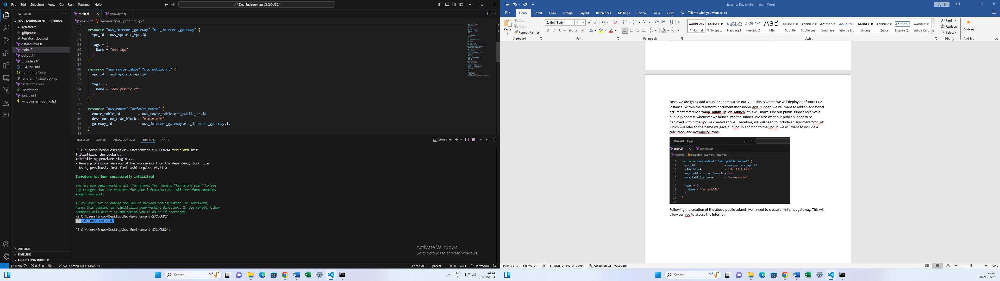 File Edit Selection View Go Run Terminal Help
Dev-Environment-SJCLOUD24
EXPLORER
DEV-ENVIRONMENT-SJCLOUD24
.terraform
.gitignore
.terraform.lock.hcl
datasources.tf
main.tf
output.tf
providers.tf
README.md
terraform.tfstate
terraform.tfstate.backup
terraform.tfvars
userdata.sh
variables.tf
windows-ssh-config.tpl
OUTLINE
TIMELINE
APPLICATION BUILDER
main.tf providers.tf
main.tf > resource "aws_vpc" "mtc_vpc"
21
22 resource "aws_internet_gateway" "mtc_internet_gateway" {
23 vpc_id = aws_vpc.mtc_vpc.id
24
25 tags = {
26 Name = "dev-igw"
27 }
28 }
29
30 resource "aws_route_table" "mtc_public_rt" {
31 vpc_id = aws_vpc.mtc_vpc.id
32
33 tags = {
34 Name = "dev_public_rt"
35 }
36 }
37
38 resource "aws_route" "default_route" {
39 route_table_id = aws_route_table.mtc_public_rt.id
40 destination_cidr_block = "0.0.0.0/0"
41 gateway_id = aws_internet_gateway.mtc_internet_gateway.id
42 }
43
PROBLEMS OUTPUT DEBUG CONSOLE TERMINAL PORTS
powershell
PS C:\Users\Brooo\Desktop\Dev-Environment-SJCLOUD24> terraform init
Initializing the backend...
Initializing provider plugins...
- Reusing previous version of hashicorp/aws from the dependency lock file
- Using previously-installed hashicorp/aws v5.74.0
Terraform has been successfully initialized!
You may now begin working with Terraform. Try running "terraform plan" to see
any changes that are required for your infrastructure. All Terraform commands
should now work.
If you ever set or change modules or backend configuration for Terraform,
rerun this command to reinitialize your working directory. If you forget, other
commands will detect it and remind you to do so if necessary.
PS C:\Users\Brooo\Desktop\Dev-Environment-SJCLOUD24>
* History restored
PS C:\Users\Brooo\Desktop\Dev-Environment-SJCLOUD24>
Activate Windows
Go to Settings to activate Windows.
main 0 0 0 AWS: profile:SJCLOUD2024
Ln 9, Col 2 Spaces: 2 UTF-8 CRLF {} Terraform
aws
Search
ENG
UK
22:22
06/11/2024
Notes for Dev environment - Word
Sign in
File Home Insert Draw Design Layout References Mailings Review View Help Tell me what you want to do
Paste
Cut
Copy
Format Painter
Clipboard
Calibri (Body) 11
Font
Paragraph
AaBbCcDc ¶ Normal
AaBbCcDc ¶ No Spac...
AaBbCc Heading 1
AaBbCcC Heading 2
AaB Title
AaBbCcC Subtitle
AaBbCcDc Subtle Em...
AaBbCcDc Emphasis
AaBbCcDc Intense E...
AaBbCcDc Strong
AaBbCcDc Quote
AaBbCcDc Intense Q...
AABBCCDC Subtle Ref...
Styles
Find
Replace
Select
Editing
Add-ins
Add-ins
Next, we are going add a public subnet within our VPC. This is where we will deploy our future EC2
instance. Within the terraform documentation under aws_subnet, we will want to add an additional
argument reference “map_public_ip_on_launch” this will make sure our public subnet receives a
public ip address whenever we launch into the subnet. We also want our public subnet to be
deployed within the vpc we created above. Therefore, we will need to include an argument “vpc_id”
which will refer to the name we gave our vpc. In addition to the vpc_id we will want to include a
cidr_block and availability_zone.
Terminal Help
main.tf providers.tf
main.tf > resource "aws_vpc" "mtc_vpc"
10
11 resource "aws_subnet" "mtc_public_subnet" {
12 vpc_id = aws_vpc.mtc_vpc.id
13 cidr_block = "10.123.1.0/24"
14 map_public_ip_on_launch = true
15 availability_zone = "us-east-1a"
16
17 tags = {
18 Name = "dev-public"
19 }
20 }
21
Following the creation of the above public subnet, we’ll need to create an internet gateway. This will
allow our vpc to access the internet.
Page 3 of 3 355 words English (United Kingdom) Accessibility: Investigate
100%
Search
22:22
06/11/2024